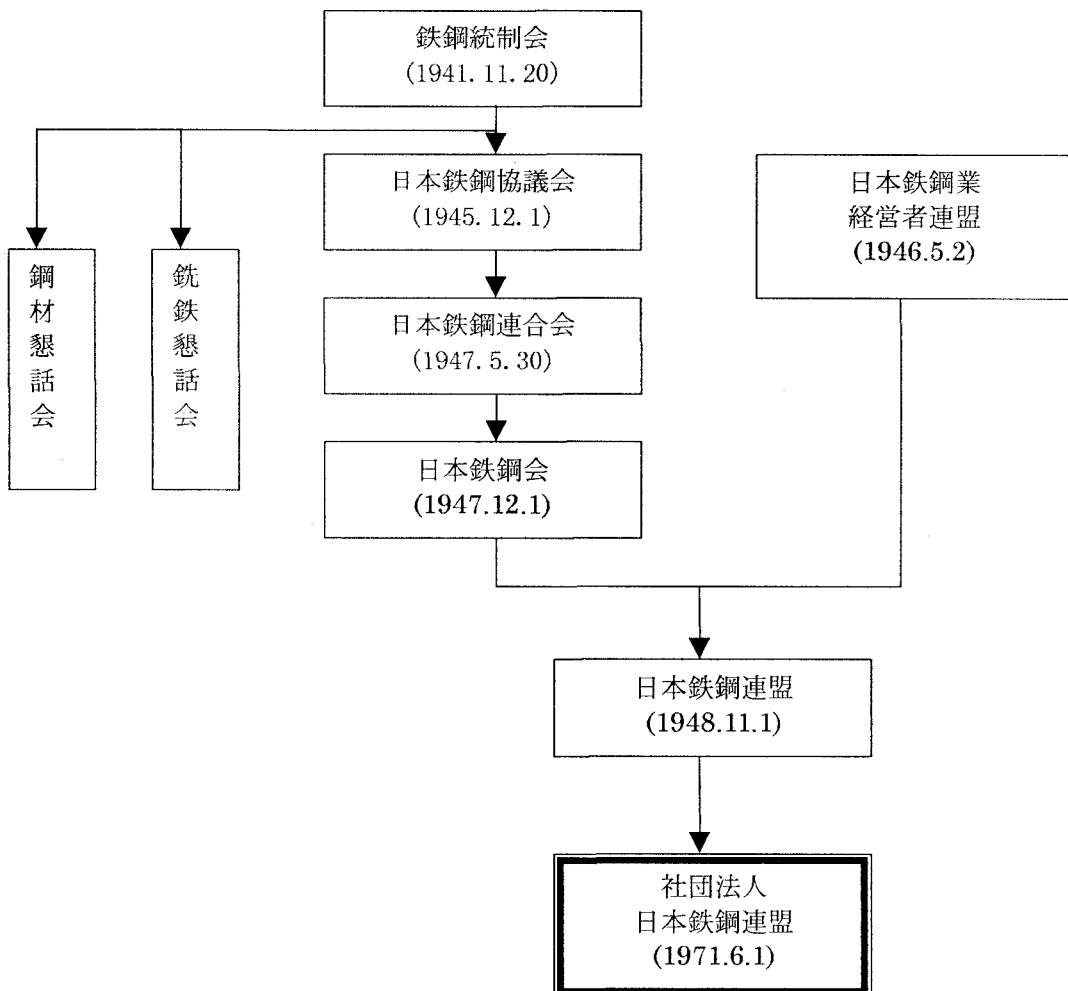 鉄鋼統制会
(1941.11.20)
日本鉄鋼協議会
(1945.12.1)
日本鉄鋼業
経営者連盟
(1946.5.2)
鋼材懇話会
銑鉄懇話会
日本鉄鋼連合会
(1947.5.30)
日本鉄鋼会
(1947.12.1)
日本鉄鋼連盟
(1948.11.1)
社団法人
日本鉄鋼連盟
(1971.6.1)